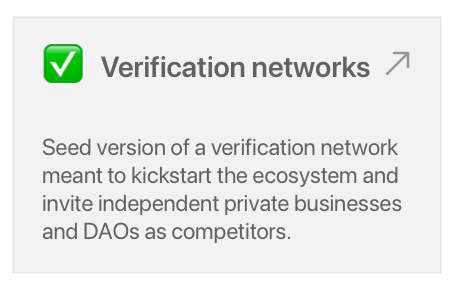 Verification networks
Seed version of a verification network
meant to kickstart the ecosystem and
invite independent private businesses
and DAOs as competitors.